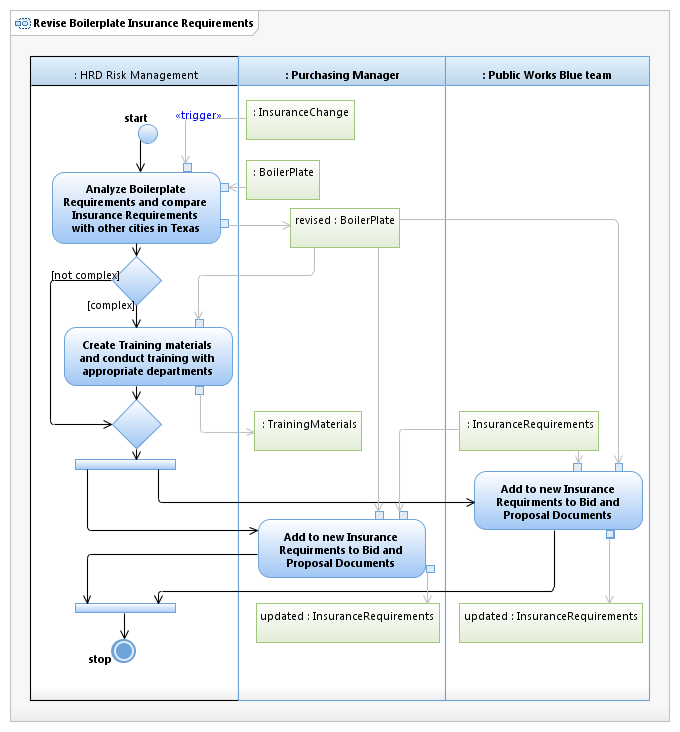 Revise Boilerplate Insurance Requirements
: HRD Risk Management
: Purchasing Manager
: Public Works Blue team
start
«trigger»
: InsuranceChange
: BoilerPlate
Analyze Boilerplate
Requirements and compare
Insurance Requirements
with other cities in Texas
revised : BoilerPlate
[not complex]
[complex]
Create Training materials
and conduct training with
appropriate departments
: TrainingMaterials
: InsuranceRequirements
Add to new Insurance
Requirments to Bid and
Proposal Documents
Add to new Insurance
Requirments to Bid and
Proposal Documents
updated : InsuranceRequirements
updated : InsuranceRequirements
stop